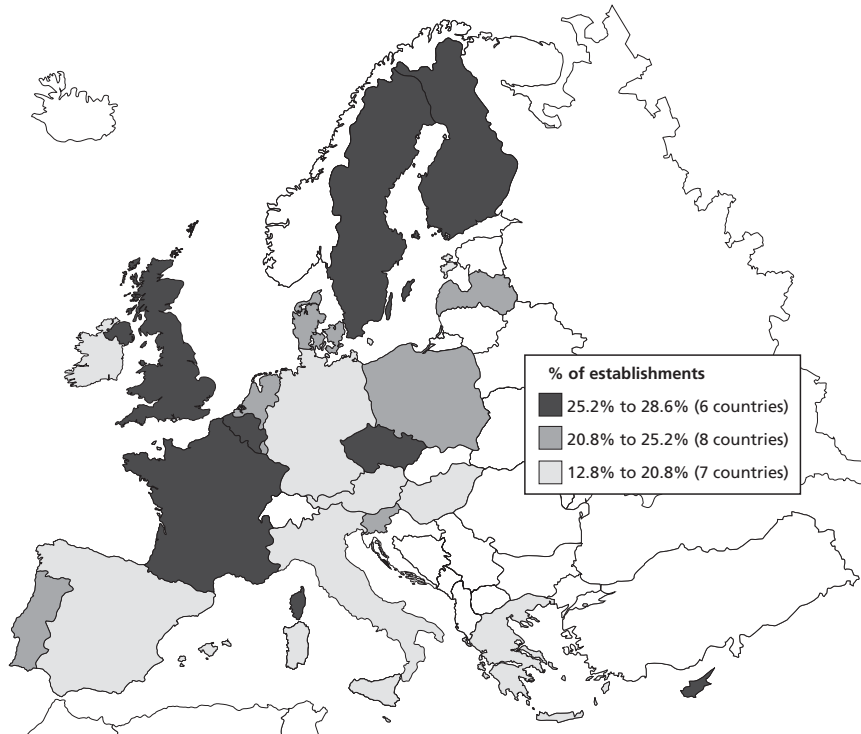 % of establishments
25.2% to 28.6% (6 countries)
20.8% to 25.2% (8 countries)
12.8% to 20.8% (7 countries)